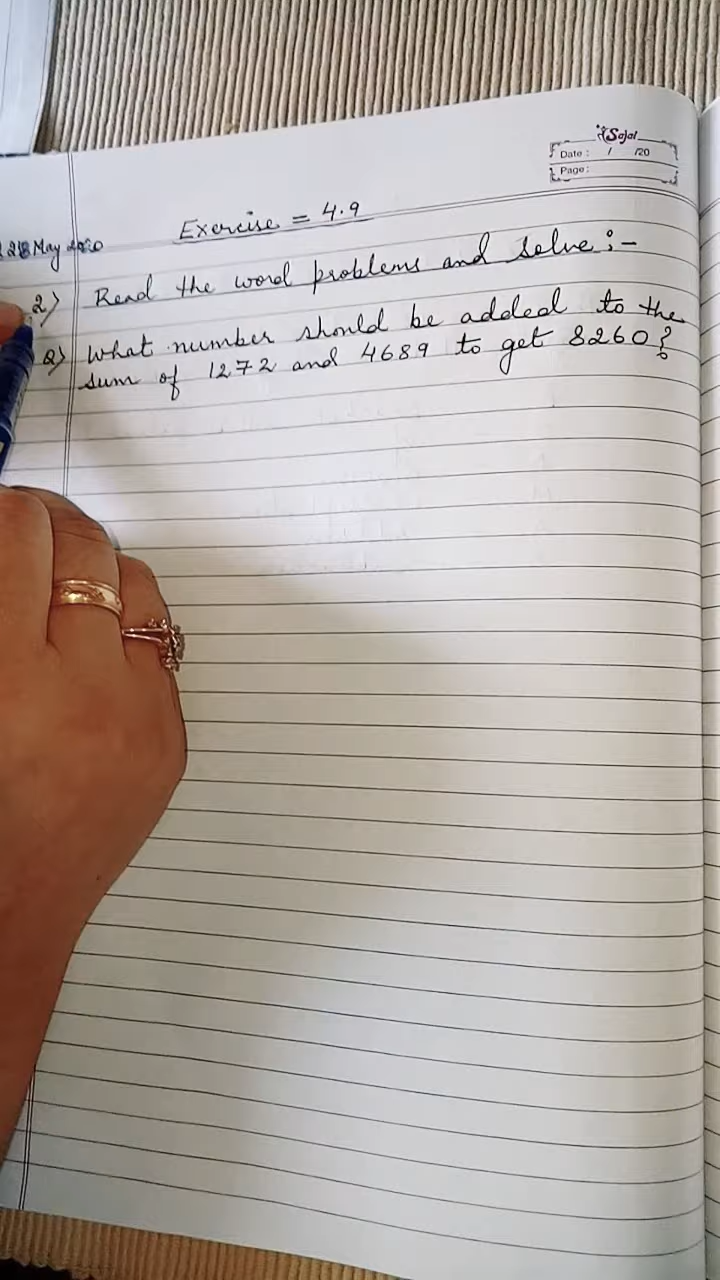 Sajal
Date : / /20
Page:
Exercise = 4.9
28 May 2020
2) Read the word problems and solve :-
a) What number should be added to the
sum of 1272 and 4689 to get 8260?